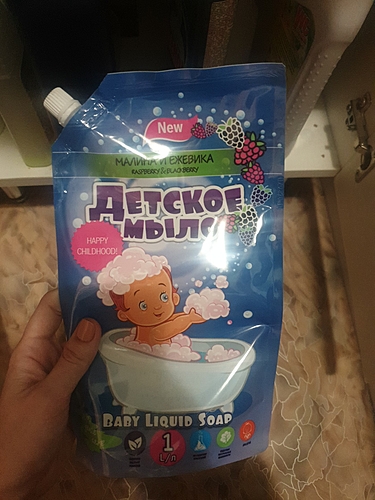 New
МАЛИНА И ЕЖЕВИКА
RASPBERRY & BLACKBERRY
ДЕТСКОЕ
МЫЛО
HAPPY
CHILDHOOD!
BABY LIQUID SOAP
1
L/Л